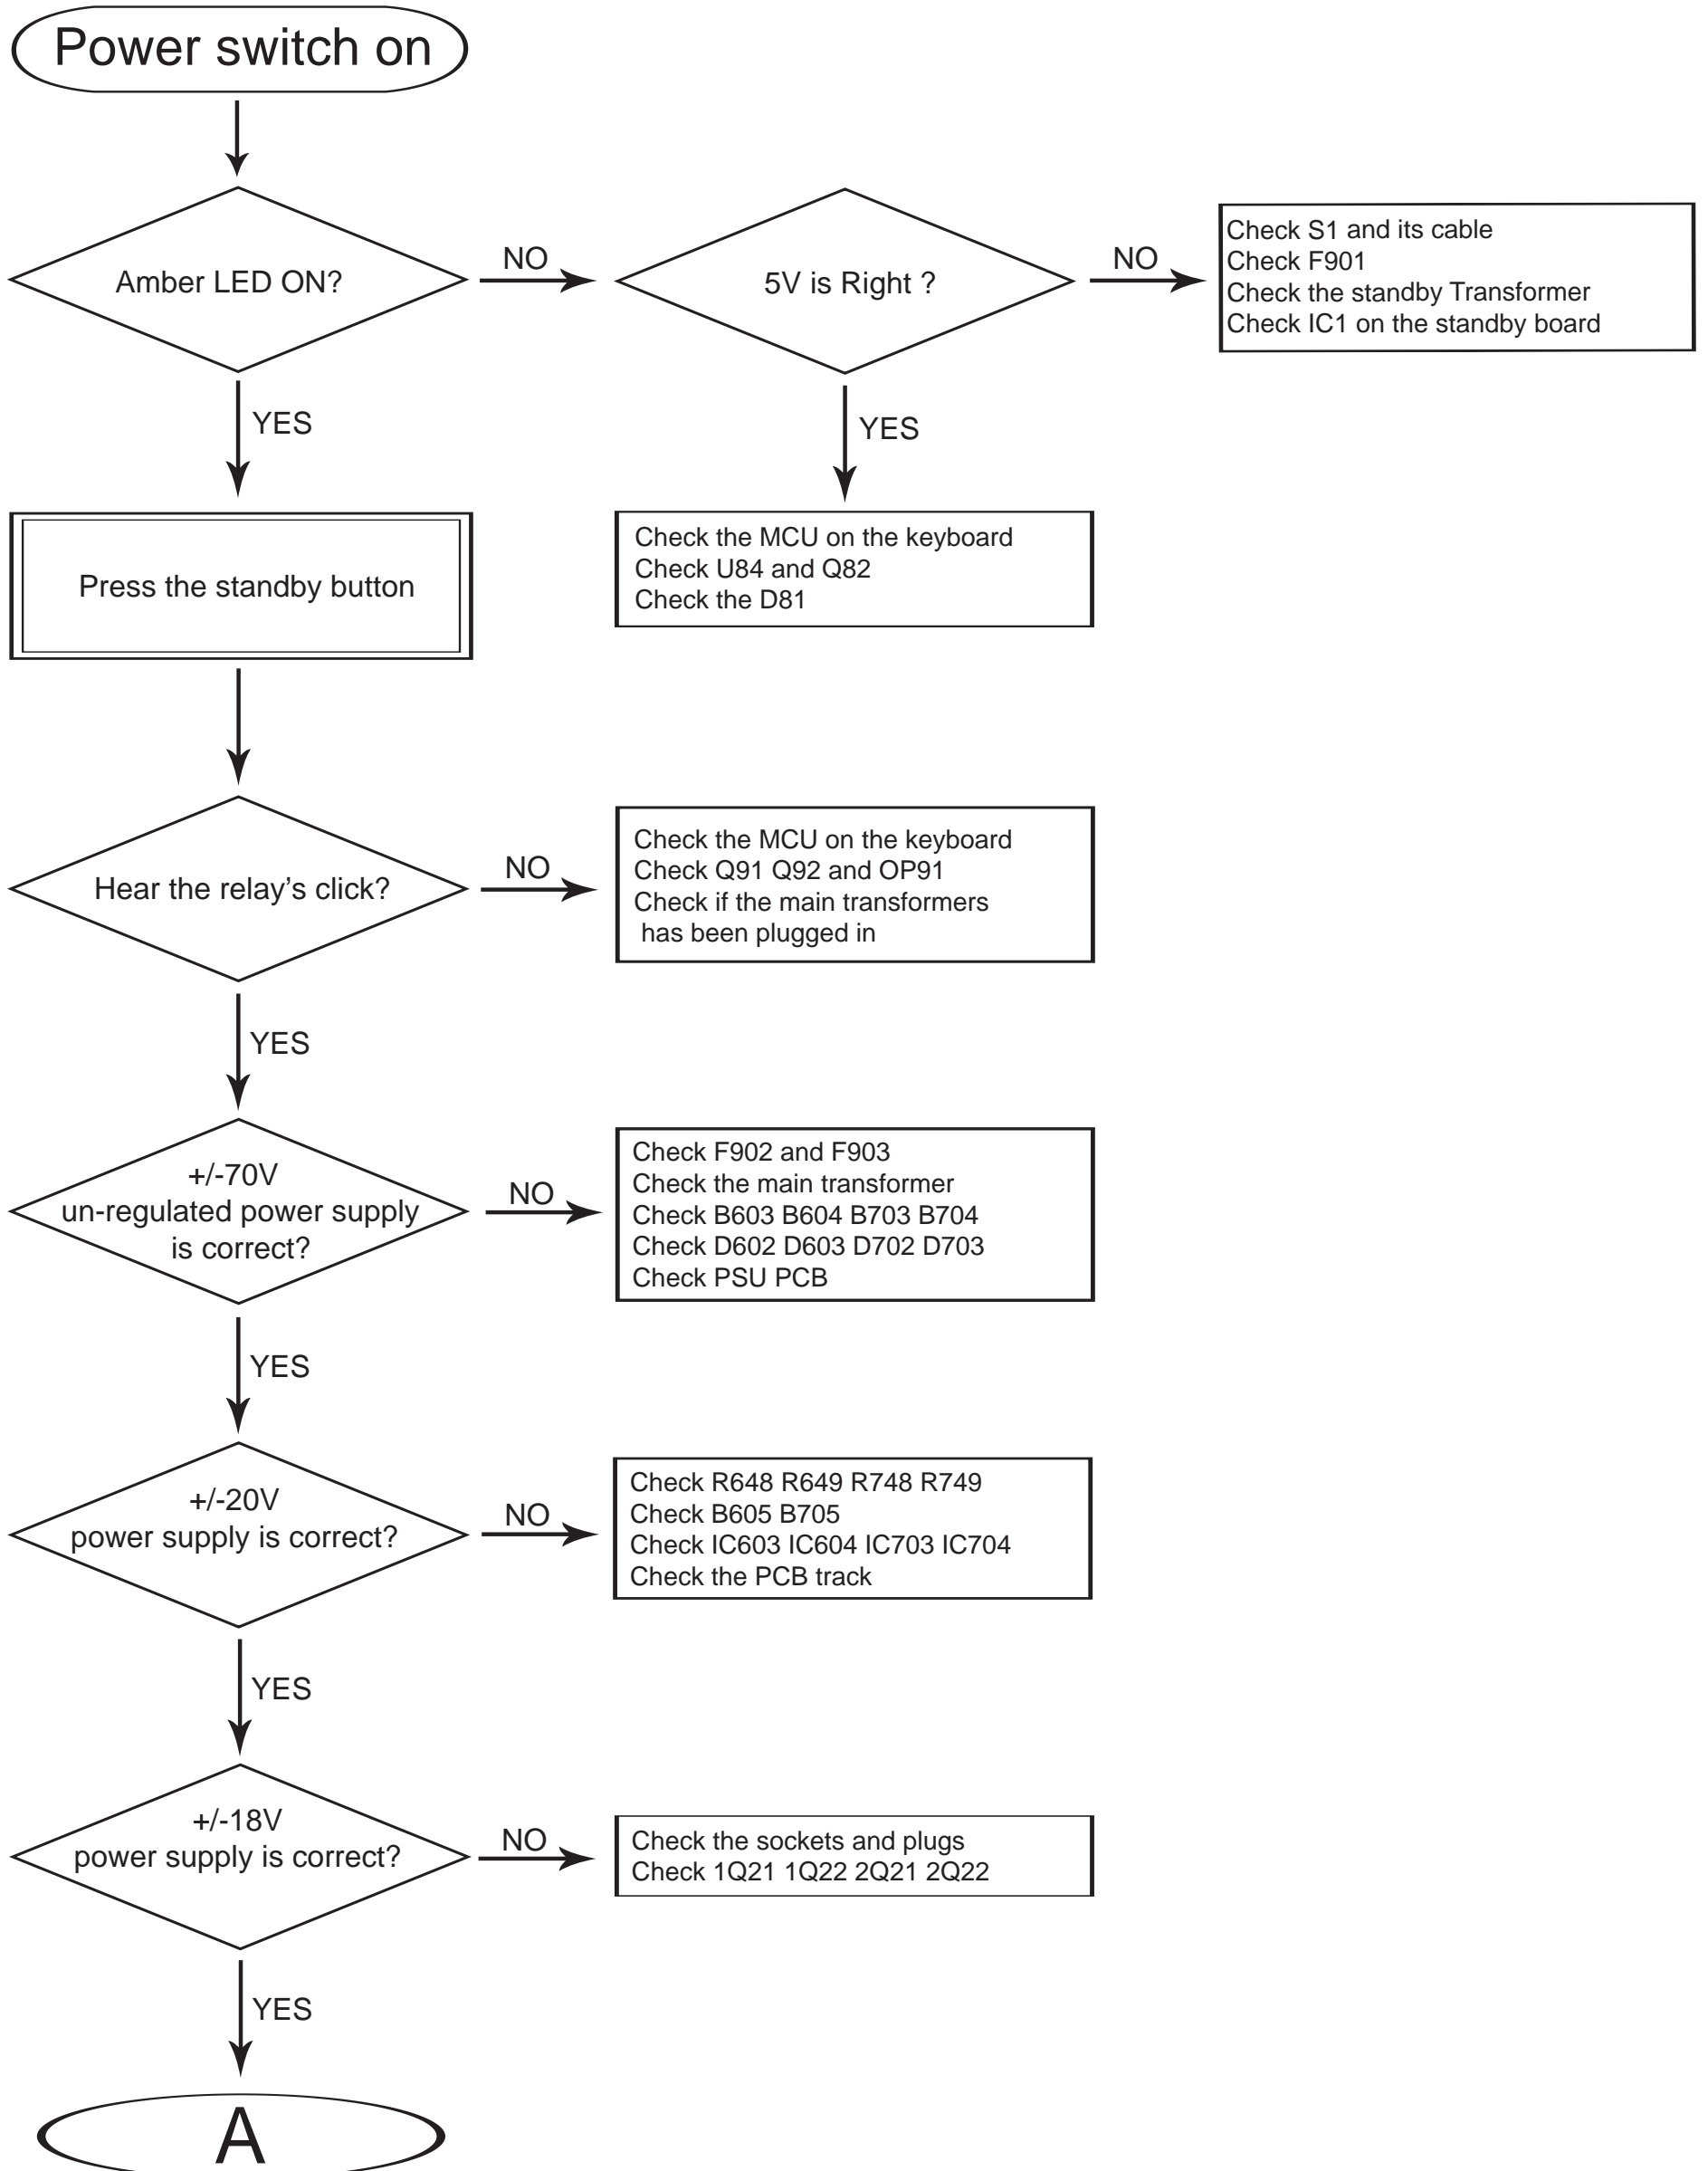 Power switch on
Amber LED ON?
NO
5V is Right ?
NO
Check S1 and its cable
Check F901
Check the standby Transformer
Check IC1 on the standby board
YES
YES
Press the standby button
Check the MCU on the keyboard
Check U84 and Q82
Check the D81
Hear the relay's click?
NO
Check the MCU on the keyboard
Check Q91 Q92 and OP91
Check if the main transformers
has been plugged in
YES
+/-70V
un-regulated power supply
is correct?
NO
Check F902 and F903
Check the main transformer
Check B603 B604 B703 B704
Check D602 D603 D702 D703
Check PSU PCB
YES
+/-20V
power supply is correct?
NO
Check R648 R649 R748 R749
Check B605 B705
Check IC603 IC604 IC703 IC704
Check the PCB track
YES
+/-18V
power supply is correct?
NO
Check the sockets and plugs
Check 1Q21 1Q22 2Q21 2Q22
YES
A